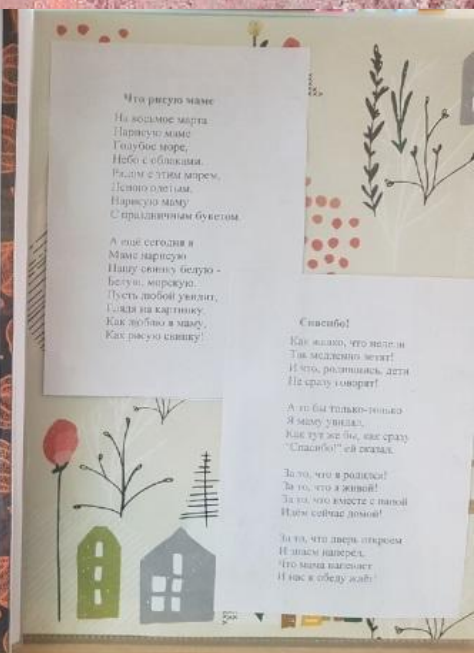 Что рисую маме
На восьмое марта
Нарисую маме
Голубое море,
Небо с облаками.
Рядом с этим морем,
Пеною одетым,
Нарисую маму
С праздничным букетом.
А ещё сегодня я
Маме нарисую
Нашу свинку белую -
Белую, морскую.
Пусть любой увидит,
Глядя на картинку,
Как люблю я маму,
Как рисую свинку!
Спасибо!
Как жалко, что недели
Так медленно летят!
И что, родившись, дети
Не сразу говорят!
А то бы только-только
Я маму увидал,
Как тут же бы, как сразу
"Спасибо!" ей сказал.
За то, что я родился!
За то, что я живой!
За то, что вместе с папой
Идём сейчас домой!
За то, что дверь откроем
И знаем наперёд,
Что мама
И нас к обеду ждёт!